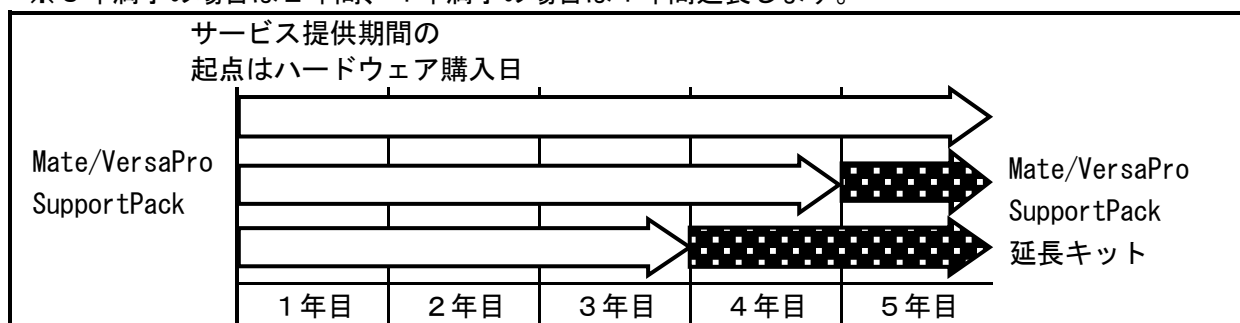 ※３年満了の場合は２年間、４年満了の場合は１年間延長します。
サービス提供期間の
起点はハードウェア購入日
Mate/VersaPro
SupportPack
Mate/VersaPro
SupportPack
延長キット
１年目
２年目
３年目
４年目
５年目